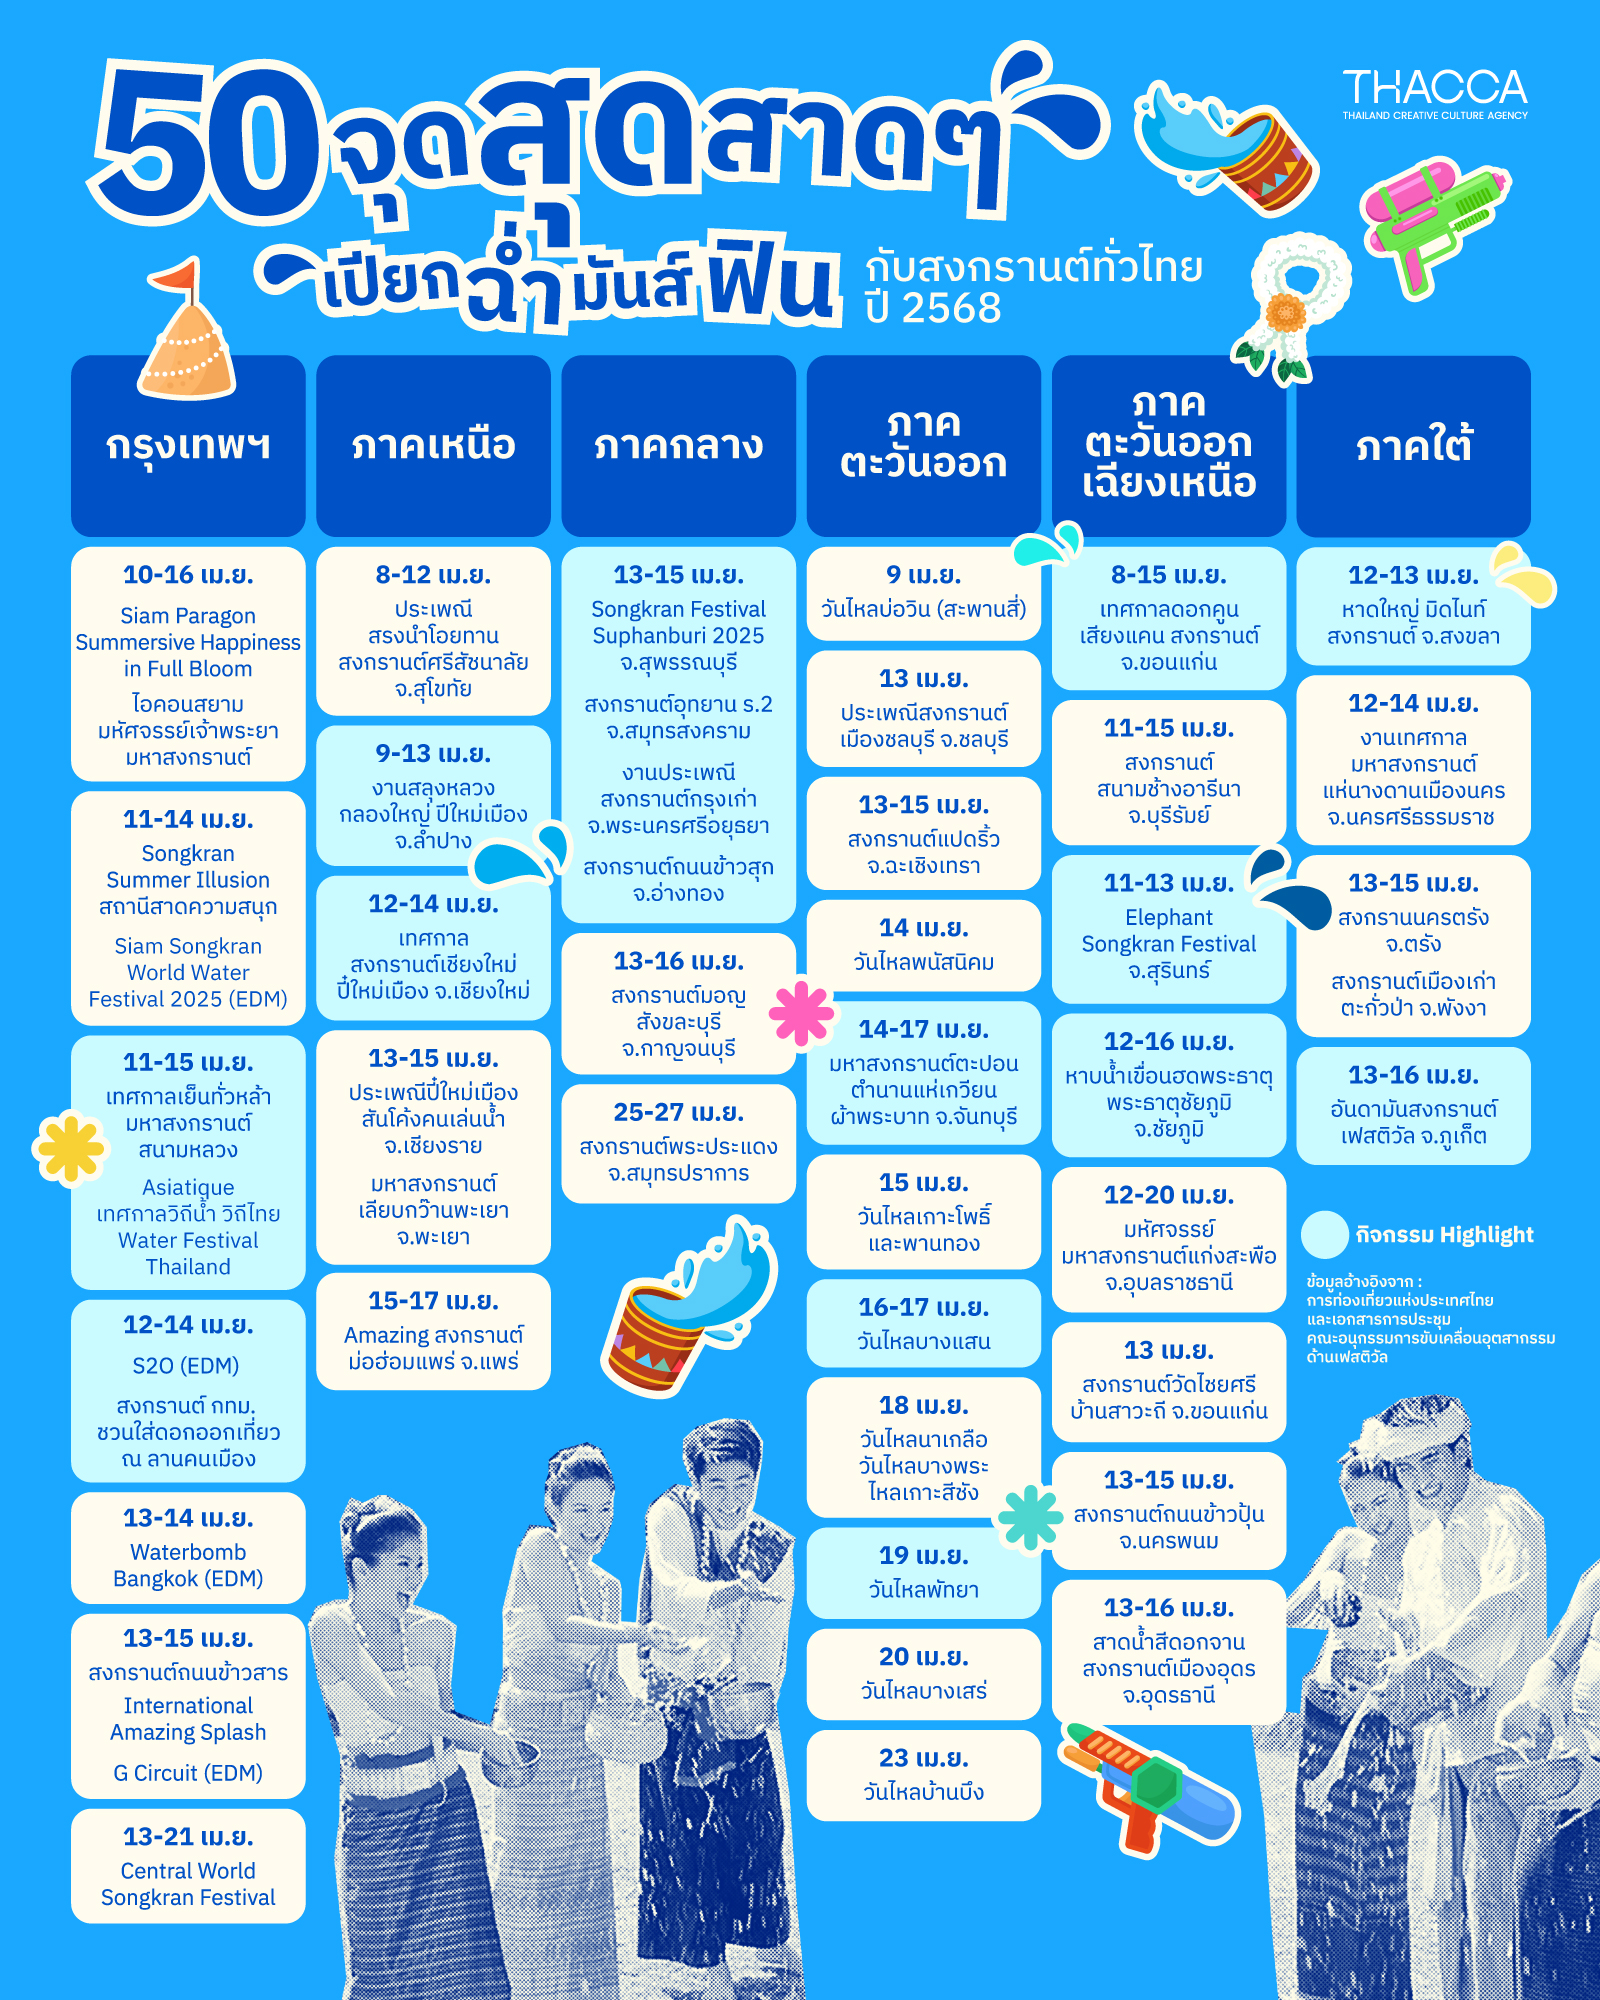 50 จุดสุดสาดๆ
THACCA
THAILAND CREATIVE CULTURE AGENCY
เปียกฉ่ำมันส์ฟิน
กับสงกรานต์ทั่วไทย
ปี 2568
กรุงเทพฯ
10-16 เม.ย.
Siam Paragon
Summersive Happiness
in Full Bloom
ไอคอนสยาม
มหัศจรรย์เจ้าพระยา
มหาสงกรานต์
11-14 เม.ย.
Songkran
Summer Illusion
สถานีสาดความสนุก
Siam Songkran
World Water
Festival 2025 (EDM)
11-15 เม.ย.
เทศกาลเย็นทั่วหล้า
มหาสงกรานต์
สนามหลวง
Asiatique
เทศกาลวิถีน้ำ วิถีไทย
Water Festival
Thailand
12-14 เม.ย.
S2O (EDM)
สงกรานต์ กทม.
ชวนใส่ดอกออกเที่ยว
ณ ลานคนเมือง
13-14 เม.ย.
Waterbomb
Bangkok (EDM)
13-15 เม.ย.
สงกรานต์ถนนข้าวสาร
International
Amazing Splash
G Circuit (EDM)
13-21 เม.ย.
Central World
Songkran Festival
ภาคเหนือ
8-12 เม.ย.
ประเพณี
สรงน้ำโอยทาน
สงกรานต์ศรีสัชนาลัย
จ.สุโขทัย
9-13 เม.ย.
งานสลุงหลวง
กลองใหญ่ ปีใหม่เมือง
จ.ลำปาง
12-14 เม.ย.
เทศกาล
สงกรานต์เชียงใหม่
ปี๋ใหม่เมือง จ.เชียงใหม่
13-15 เม.ย.
ประเพณีปี๋ใหม่เมือง
สันโค้งคนเล่นน้ำ
จ.เชียงราย
มหาสงกรานต์
เลียบกว๊านพะเยา
จ.พะเยา
15-17 เม.ย.
Amazing สงกรานต์
ม่อฮ่อมแพร่ จ.แพร่
ภาคกลาง
13-15 เม.ย.
Songkran Festival
Suphanburi 2025
จ.สุพรรณบุรี
สงกรานต์อุทยาน ร.2
จ.สมุทรสงคราม
งานประเพณี
สงกรานต์กรุงเก่า
จ.พระนครศรีอยุธยา
สงกรานต์ถนนข้าวสุก
จ.อ่างทอง
13-16 เม.ย.
สงกรานต์มอญ
สังขละบุรี
จ.กาญจนบุรี
25-27 เม.ย.
สงกรานต์พระประแดง
จ.สมุทรปราการ
ภาค
ตะวันออก
9 เม.ย.
วันไหลบ่อวิน (สะพานสี่)
13 เม.ย.
ประเพณีสงกรานต์
เมืองชลบุรี จ.ชลบุรี
13-15 เม.ย.
สงกรานต์แปดริ้ว
จ.ฉะเชิงเทรา
14 เม.ย.
วันไหลพนัสนิคม
14-17 เม.ย.
มหาสงกรานต์ตะปอน
ตำนานแห่เกวียน
ผ้าพระบาท จ.จันทบุรี
15 เม.ย.
วันไหลเกาะโพธิ์
และพานทอง
16-17 เม.ย.
วันไหลบางแสน
18 เม.ย.
วันไหลนาเกลือ
วันไหลบางพระ
ไหลเกาะสีชัง
19 เม.ย.
วันไหลพัทยา
20 เม.ย.
วันไหลบางเสร่
23 เม.ย.
วันไหลบ้านบึง
ภาค
ตะวันออก
เฉียงเหนือ
8-15 เม.ย.
เทศกาลดอกคูน
เสียงแคน สงกรานต์
จ.ขอนแก่น
11-15 เม.ย.
สงกรานต์
สนามช้างอารีนา
จ.บุรีรัมย์
11-13 เม.ย.
Elephant
Songkran Festival
จ.สุรินทร์
12-16 เม.ย.
หาบน้ำเขื่อนฮดพระธาตุ
พระธาตุชัยภูมิ
จ.ชัยภูมิ
12-20 เม.ย.
มหัศจรรย์
มหาสงกรานต์แก่งสะพือ
จ.อุบลราชธานี
13 เม.ย.
สงกรานต์วัดไชยศรี
บ้านสาวะถี จ.ขอนแก่น
13-15 เม.ย.
สงกรานต์ถนนข้าวปุ้น
จ.นครพนม
13-16 เม.ย.
สาดน้ำสีดอกจาน
สงกรานต์เมืองอุดร
จ.อุดรธานี
ภาคใต้
12-13 เม.ย.
หาดใหญ่ มิดไนท์
สงกรานต์ จ.สงขลา
12-14 เม.ย.
งานเทศกาล
มหาสงกรานต์
แห่นางดานเมืองนคร
จ.นครศรีธรรมราช
13-15 เม.ย.
สงกรานนครตรัง
จ.ตรัง
สงกรานต์เมืองเก่า
ตะกั่วป่า จ.พังงา
13-16 เม.ย.
อันดามันสงกรานต์
เฟสติวัล จ.ภูเก็ต
กิจกรรม Highlight
ข้อมูลอ้างอิงจาก :
การท่องเที่ยวแห่งประเทศไทย
และเอกสารการประชุม
คณะอนุกรรมการขับเคลื่อนอุตสากรรม
ด้านเฟสติวัล